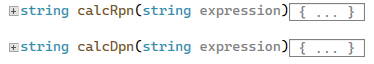 string calcRpn(string expression){ ... }
string calcDpn(string expression){ ... }